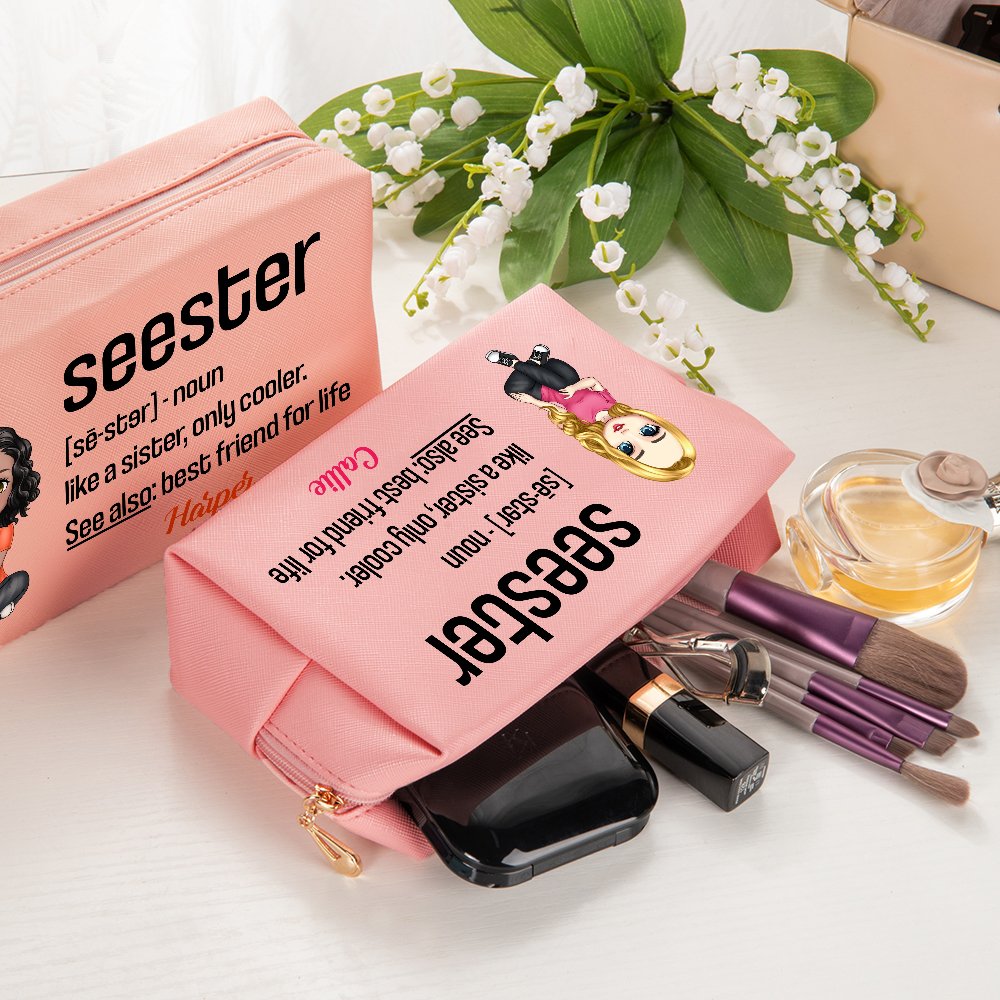 seester
[sē-stər] - noun
like a sister, only cooler.
See also: best friend for life
Harper
seester
[sē-stər] - noun
like a sister, only cooler.
See also: best friend for life
Callie